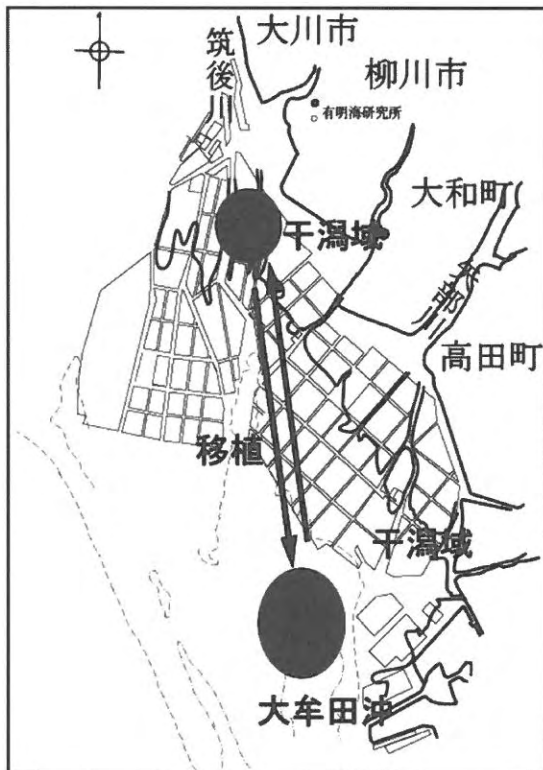 大川市
筑後川
柳川市
有明海研究所
大和町
矢部川
干潟域
高田町
移植
干潟域
大牟田沖